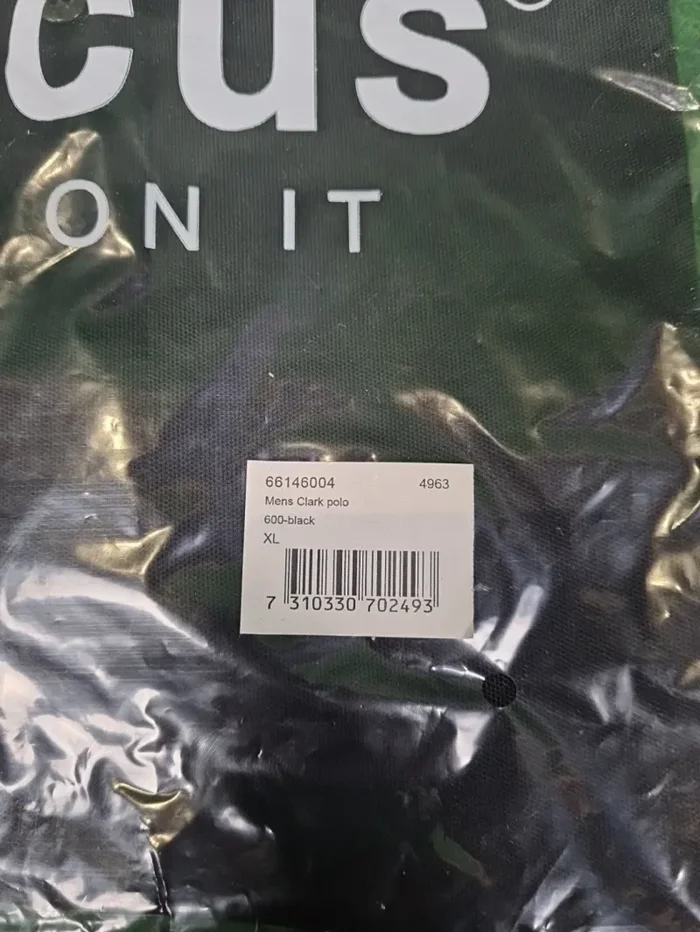 cus®
ON IT
66146004 4963
Mens Clark polo
600-black
XL
7 310330 702493